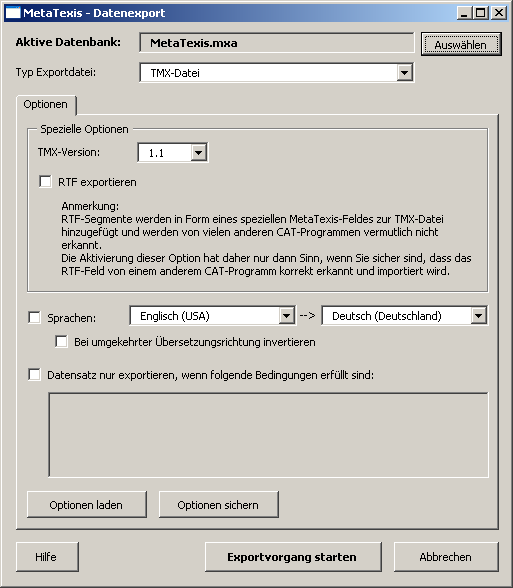 MetaTexis - Datenexport
Aktive Datenbank: MetaTexis.mxa Auswählen
Typ Exportdatei: TMX-Datei
Optionen
Spezielle Optionen
TMX-Version: 1.1
RTF exportieren
Anmerkung:
RTF-Segmente werden in Form eines speziellen MetaTexis-Feldes zur TMX-Datei
hinzugefügt und werden von vielen anderen CAT-Programmen vermutlich nicht
erkannt.
Die Aktivierung dieser Option hat daher nur dann Sinn, wenn Sie sicher sind, dass das
RTF-Feld von einem anderem CAT-Programm korrekt erkannt und importiert wird.
Sprachen: Englisch (USA) --> Deutsch (Deutschland)
Bei umgekehrter Übersetzungsrichtung invertieren
Datensatz nur exportieren, wenn folgende Bedingungen erfüllt sind:
Optionen laden Optionen sichern
Hilfe Exportvorgang starten Abbrechen